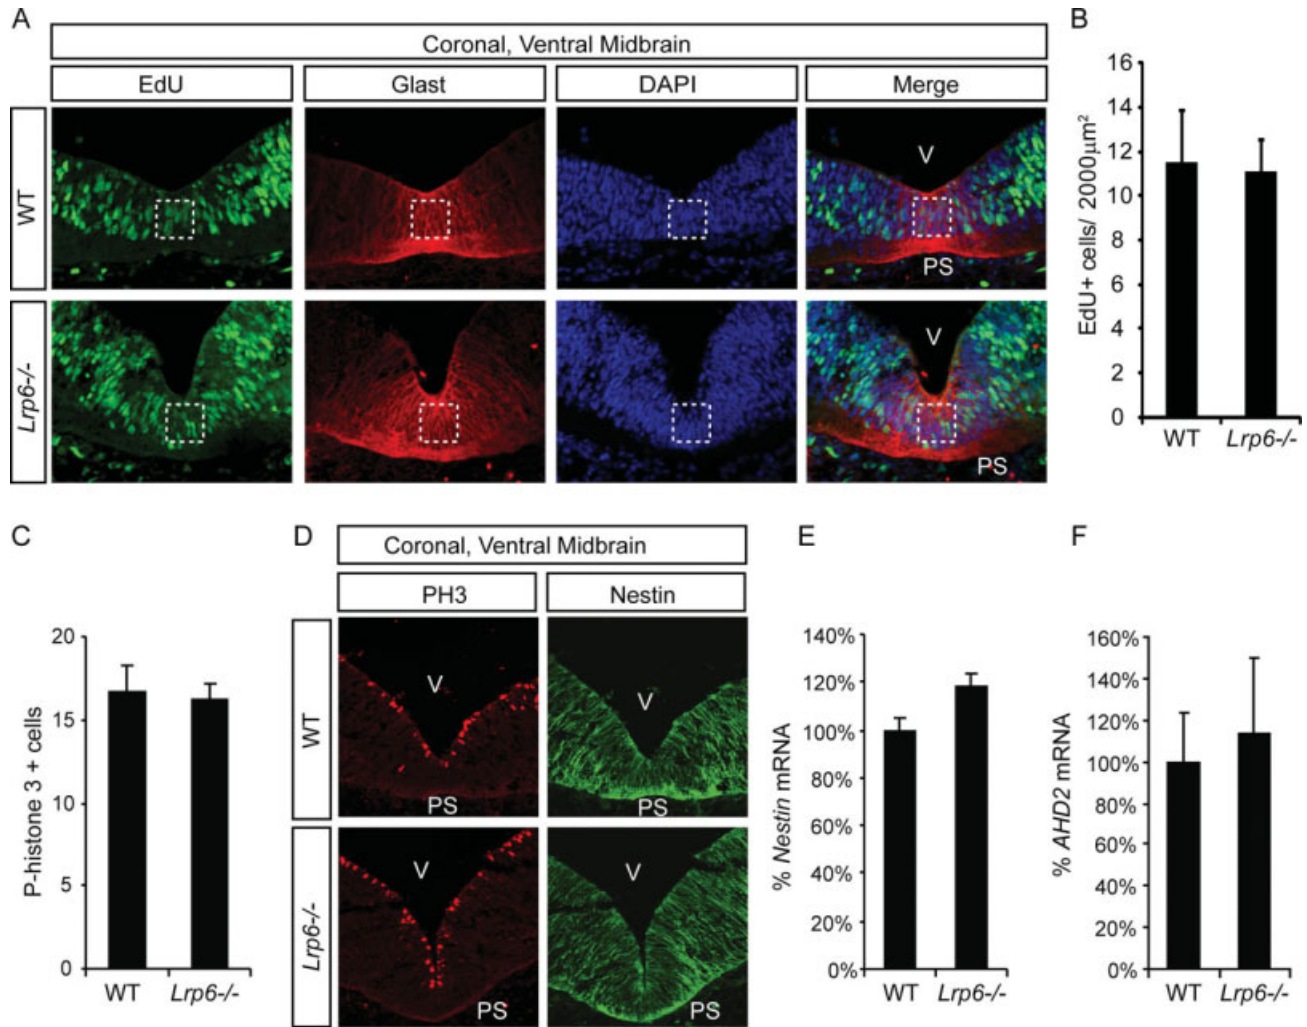 A
Coronal, Ventral Midbrain
EdU Glast DAPI Merge
WT
V
PS
Lrp6-/-
V
PS
B
EdU+ cells/ 2000µm²
16
14
12
10
8
6
4
2
0
WT Lrp6-/-
C
P-histone 3 + cells
20
15
10
5
0
WT Lrp6-/-
D
Coronal, Ventral Midbrain
PH3 Nestin
WT
V V
PS PS
Lrp6-/-
V V
PS PS
E
% Nestin mRNA
140%
120%
100%
80%
60%
40%
20%
0%
WT Lrp6-/-
F
% AHD2 mRNA
160%
140%
120%
100%
80%
60%
40%
20%
0%
WT Lrp6-/-